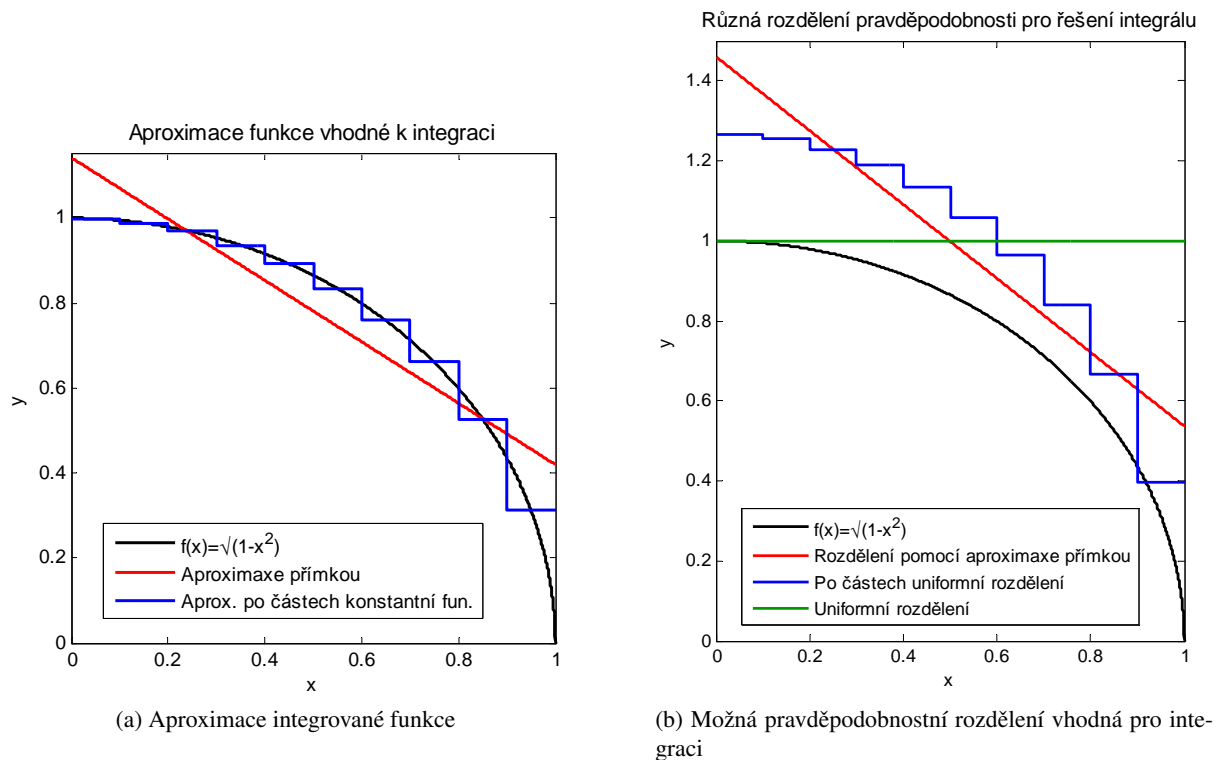 Aproximace funkce vhodné k integraci
y
1
0.8
0.6
0.4
0.2
0
0
0.2
0.4
0.6
0.8
1
x
f(x)=√(1-x²)
Aproximaxe přímkou
Aprox. po částech konstantní fun.
(a) Aproximace integrované funkce
Různá rozdělení pravděpodobnosti pro řešení integrálu
y
1.4
1.2
1
0.8
0.6
0.4
0.2
0
0
0.2
0.4
0.6
0.8
1
x
f(x)=√(1-x²)
Rozdělení pomocí aproximaxe přímkou
Po částech uniformní rozdělení
Uniformní rozdělení
(b) Možná pravděpodobnostní rozdělení vhodná pro inte-
graci